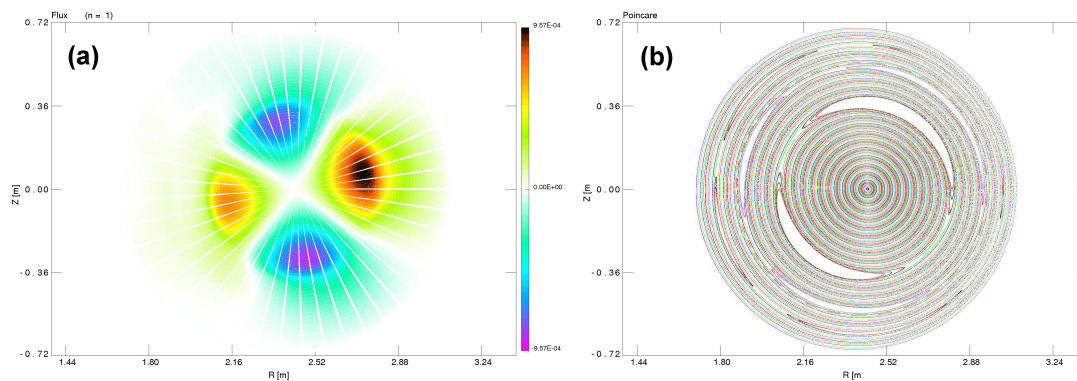 Flux (n = 1)
(a)
0.72
0.36
0.00
-0.36
-0.72
Z [m]
1.44 1.80 2.16 2.52 2.88 3.24
R [m]
9.57E-04
0.00E+00
-9.57E-04
Poincare
(b)
0.72
0.36
0.00
-0.36
-0.72
Z [m]
1.44 1.80 2.16 2.52 2.88 3.24
R [m